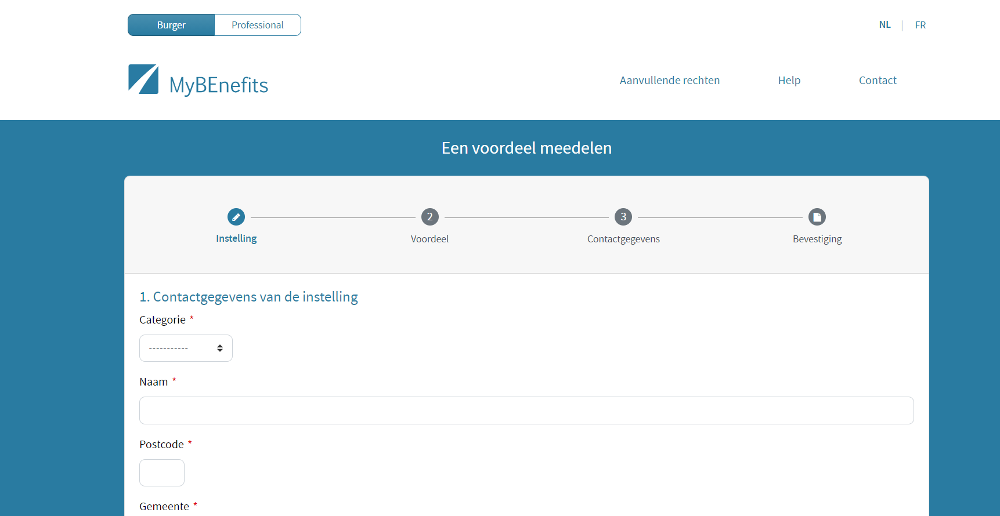 Burger
Professional
NL | FR
MyBEnefits
Aanvullende rechten
Help
Contact
Een voordeel meedelen
2
3
Instelling
Voordeel
Contactgegevens
Bevestiging
1. Contactgegevens van de instelling
Categorie *
-----------
Naam *
Postcode *
Gemeente *